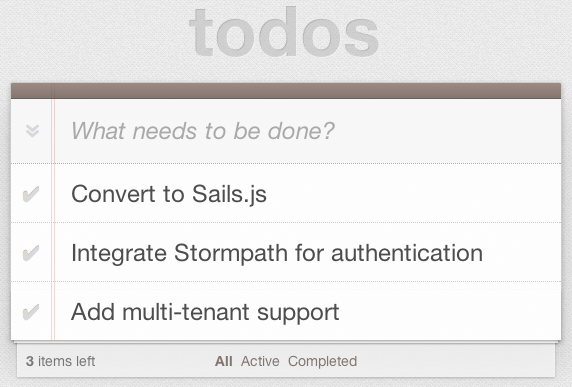 todos
What needs to be done?
Convert to Sails.js
Integrate Stormpath for authentication
Add multi-tenant support
3 items left All Active Completed